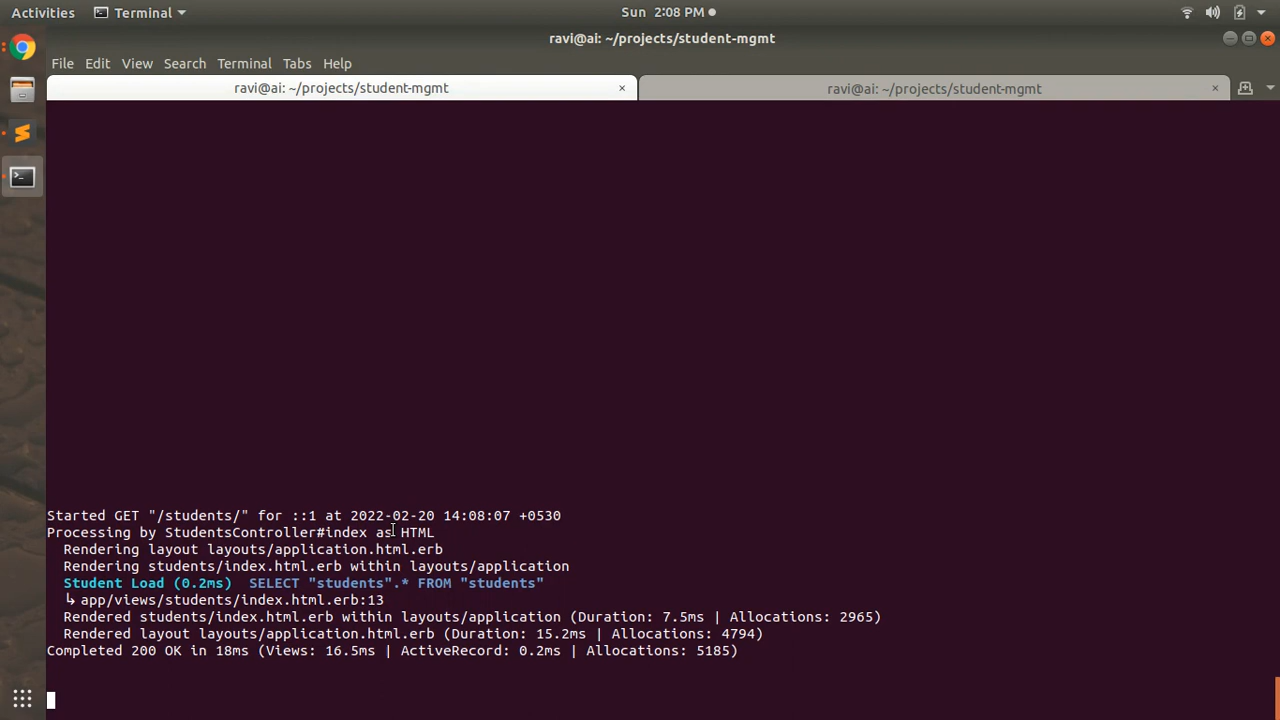 Activities Terminal Sun 2:08 PM
ravi@ai: ~/projects/student-mgmt
File Edit View Search Terminal Tabs Help
ravi@ai: ~/projects/student-mgmt × ravi@ai: ~/projects/student-mgmt ×
Started GET "/students/" for ::1 at 2022-02-20 14:08:07 +0530
Processing by StudentsController#index as HTML
Rendering layout layouts/application.html.erb
Rendering students/index.html.erb within layouts/application
Student Load (0.2ms) SELECT "students".* FROM "students"
↳ app/views/students/index.html.erb:13
Rendered students/index.html.erb within layouts/application (Duration: 7.5ms | Allocations: 2965)
Rendered layout layouts/application.html.erb (Duration: 15.2ms | Allocations: 4794)
Completed 200 OK in 18ms (Views: 16.5ms | ActiveRecord: 0.2ms | Allocations: 5185)